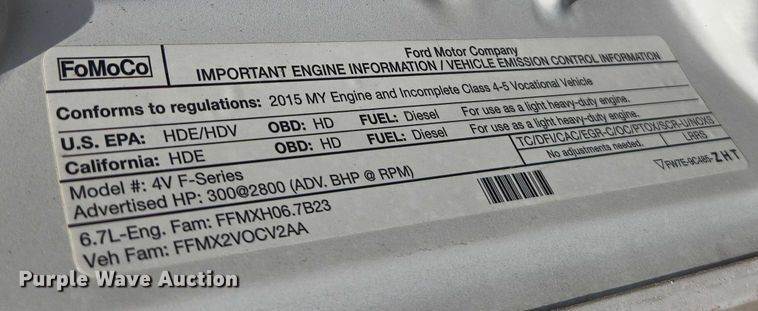 FoMoCo
Ford Motor Company
IMPORTANT ENGINE INFORMATION / VEHICLE EMISSION CONTROL INFORMATION
Conforms to regulations: 2015 MY Engine and Incomplete Class 4-5 Vocational Vehicle
U.S. EPA: HDE/HDV OBD: HD FUEL: Diesel For use as a light heavy-duty engine.
California: HDE OBD: HD FUEL: Diesel For use as a light heavy-duty engine.
Model #: 4V F-Series TC/DFI/CAC/EGR-C/OC/PTOX/SCR-U/NOXS
Advertised HP: 300@2800 (ADV. BHP @ RPM) No adjustments needed. LRRS
6.7L-Eng. Fam: FFMXH06.7B23 FW7E-9C485-ZHT
Veh Fam: FFMX2VOCV2AA
Purple Wave Auction